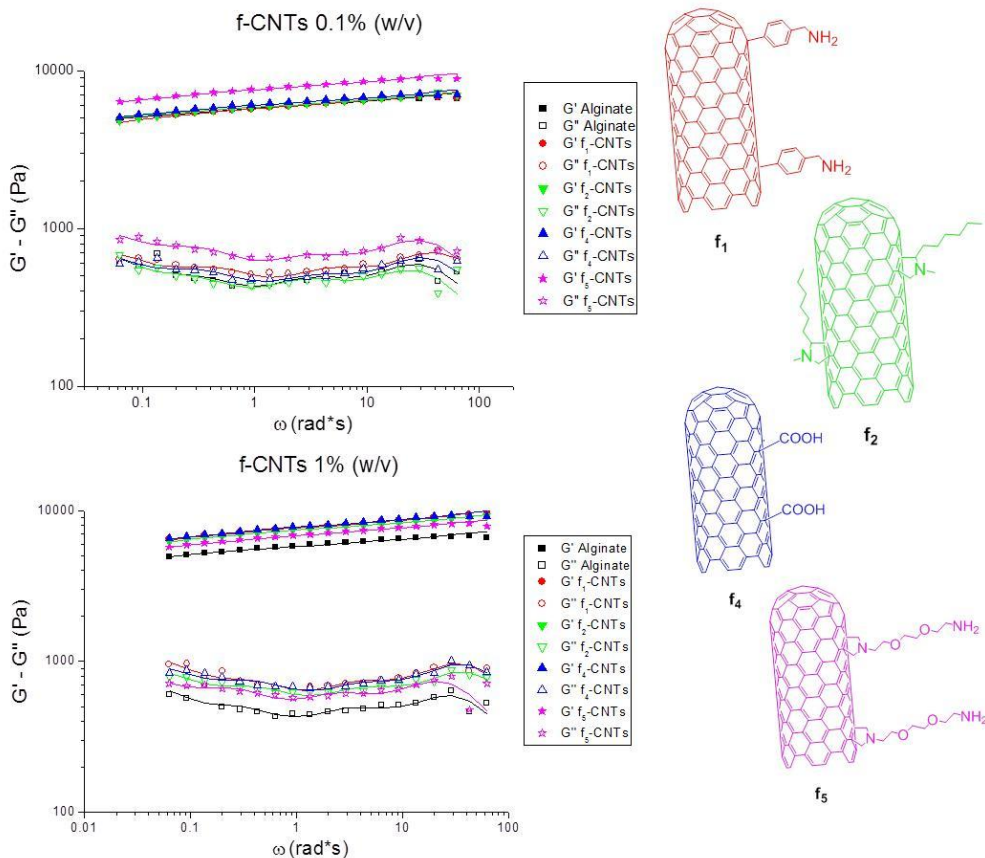 f-CNTs 0.1% (w/v)
10000
1000
100
G' - G'' (Pa)
0.1
1
10
100
ω (rad*s)
G' Alginate
G'' Alginate
G' f₁-CNTs
G'' f₁-CNTs
G' f₂-CNTs
G'' f₂-CNTs
G' f₄-CNTs
G'' f₄-CNTs
G' f₅-CNTs
G'' f₅-CNTs
NH₂
NH₂
f₁
N
N
f₂
COOH
COOH
f₄
N
O
O
NH₂
N
O
O
NH₂
f₅
f-CNTs 1% (w/v)
10000
1000
100
G' - G'' (Pa)
0.01
0.1
1
10
100
ω (rad*s)
G' Alginate
G'' Alginate
G' f₁-CNTs
G'' f₁-CNTs
G' f₂-CNTs
G'' f₂-CNTs
G' f₄-CNTs
G'' f₄-CNTs
G' f₅-CNTs
G'' f₅-CNTs